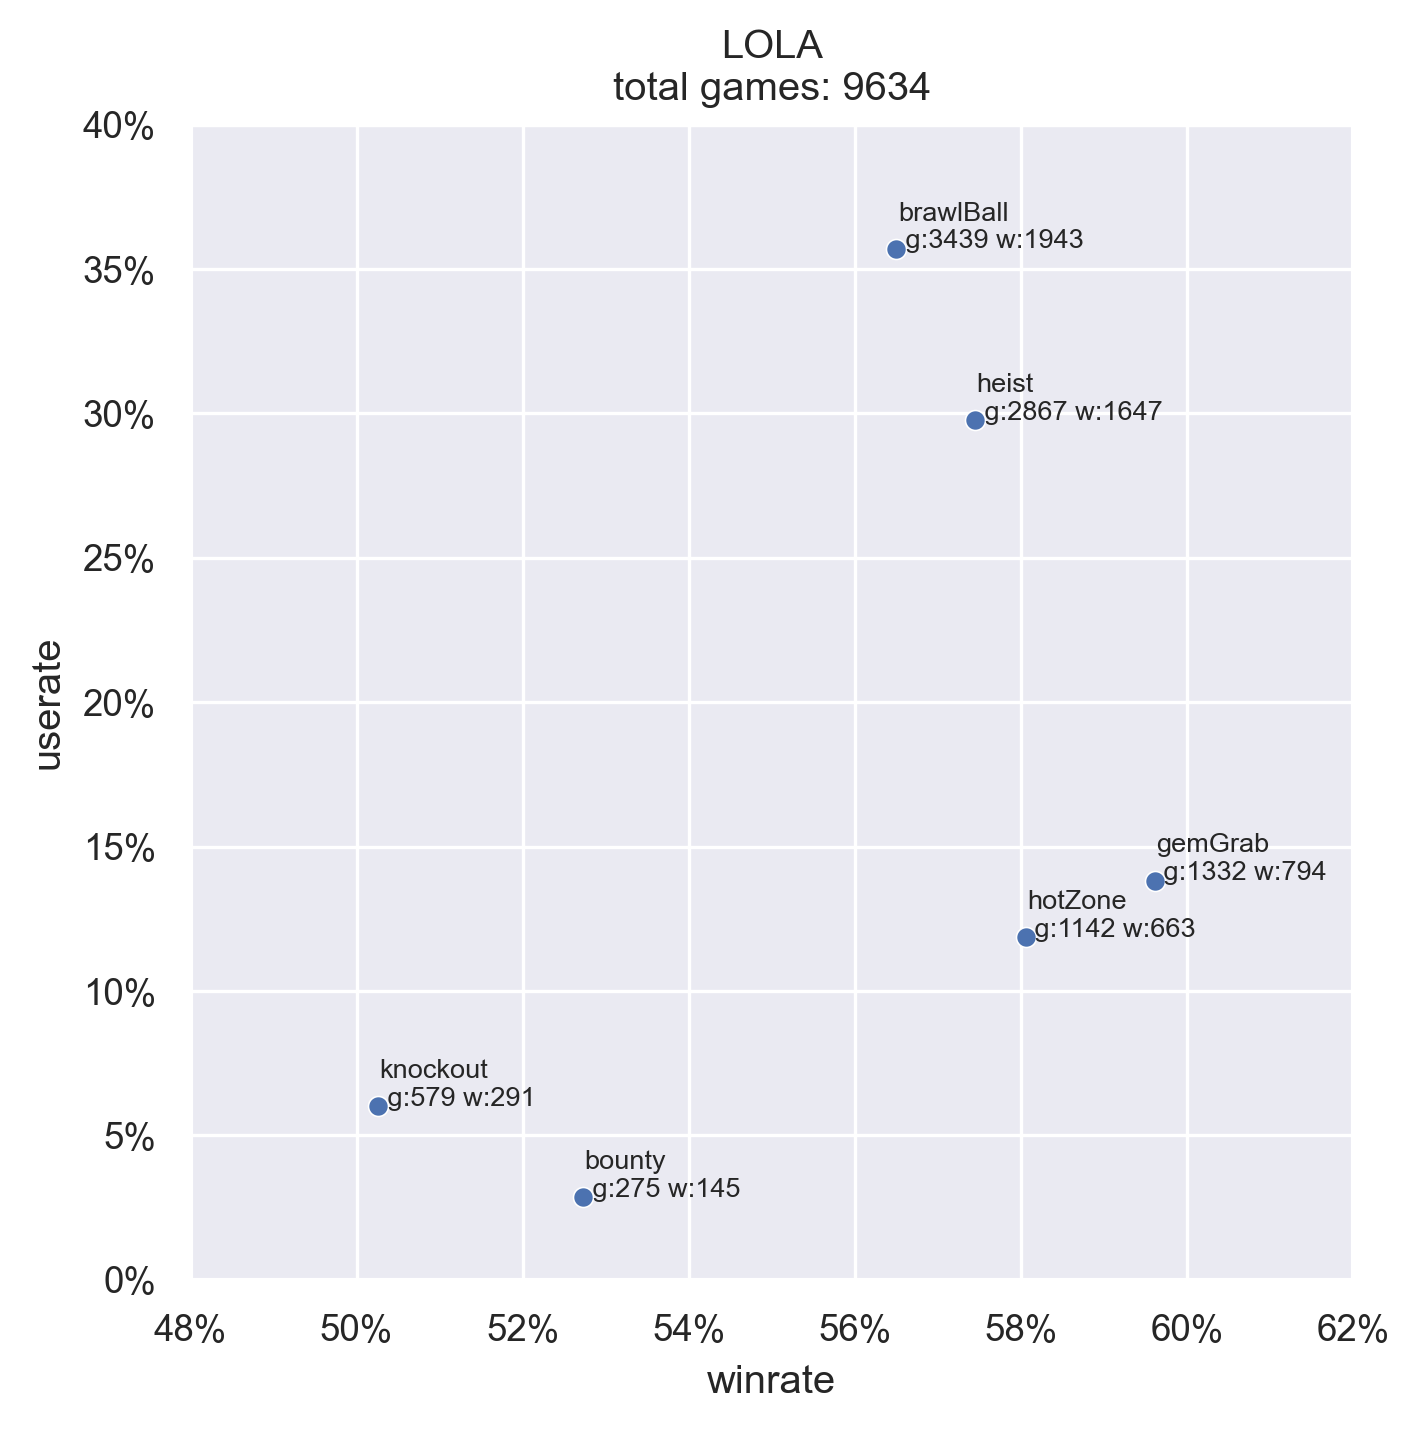 LOLA
total games: 9634
40%
35%
30%
25%
20%
15%
10%
5%
0%
userate
brawlBall
g:3439 w:1943
heist
g:2867 w:1647
gemGrab
g:1332 w:794
hotZone
g:1142 w:663
knockout
g:579 w:291
bounty
g:275 w:145
48% 50% 52% 54% 56% 58% 60% 62%
winrate